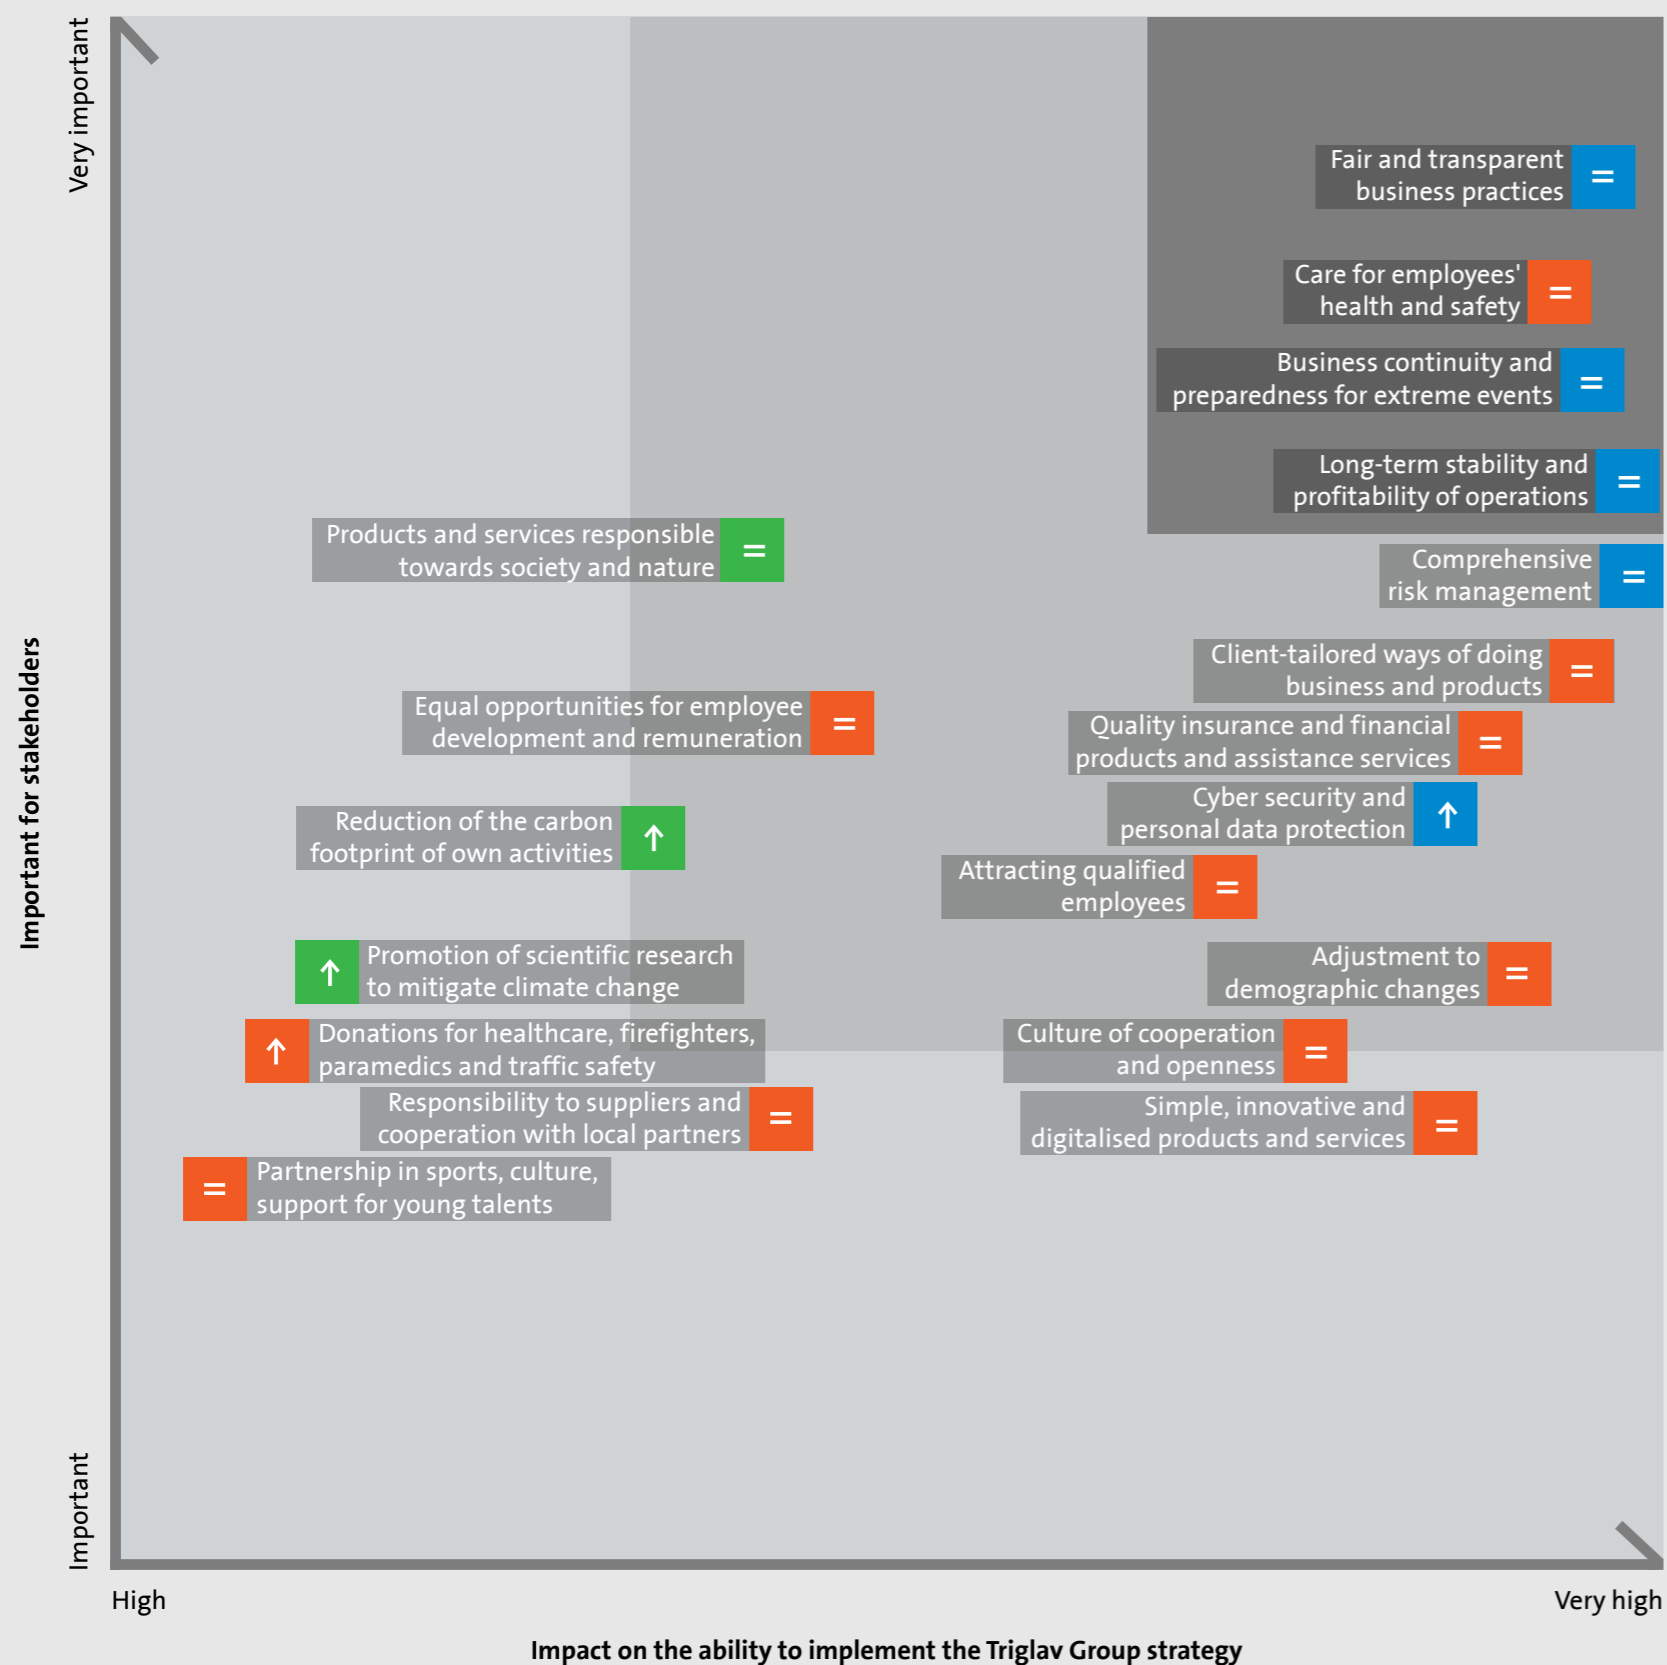 Very important
Fair and transparent
business practices
=
Care for employees'
health and safety
=
Business continuity and
preparedness for extreme events
=
Long-term stability and
profitability of operations
=
Products and services responsible
towards society and nature
=
Comprehensive
risk management
=
Client-tailored ways of doing
business and products
=
Equal opportunities for employee
development and remuneration
=
Quality insurance and financial
products and assistance services
=
Cyber security and
personal data protection
↑
Reduction of the carbon
footprint of own activities
↑
Attracting qualified
employees
=
↑
Promotion of scientific research
to mitigate climate change
Adjustment to
demographic changes
=
↑
Donations for healthcare, firefighters,
paramedics and traffic safety
Culture of cooperation
and openness
=
Responsibility to suppliers and
cooperation with local partners
=
Simple, innovative and
digitalised products and services
=
=
Partnership in sports, culture,
support for young talents
Important for stakeholders
Important
High
Very high
Impact on the ability to implement the Triglav Group strategy